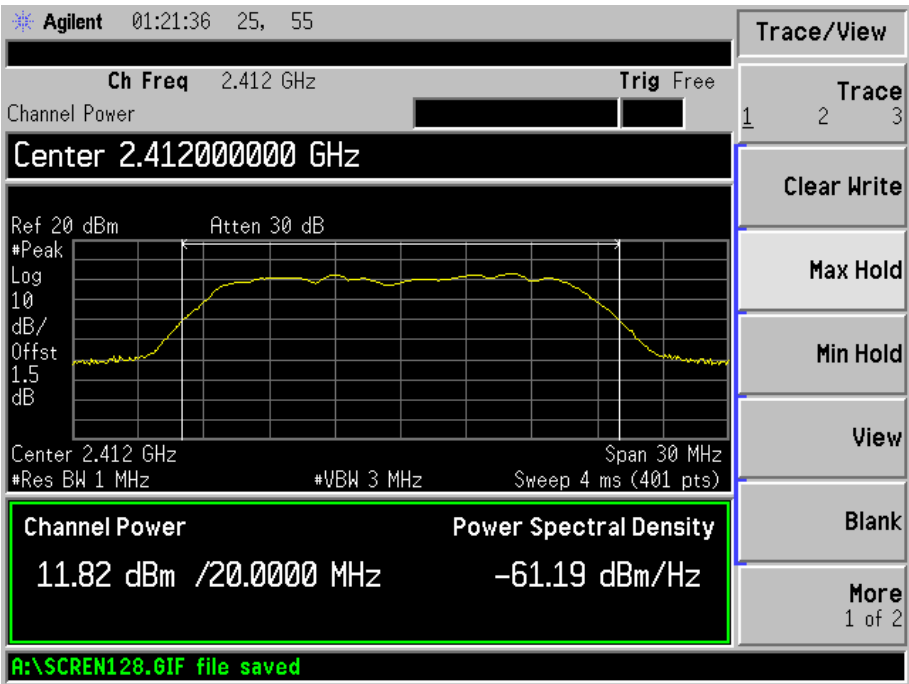 Agilent 01:21:36 25, 55
Ch Freq 2.412 GHz Trig Free
Channel Power
Center 2.412000000 GHz
Ref 20 dBm Atten 30 dB
#Peak
Log
10
dB/
Offst
1.5
dB
Center 2.412 GHz Span 30 MHz
#Res BW 1 MHz #VBW 3 MHz Sweep 4 ms (401 pts)
Channel Power Power Spectral Density
11.82 dBm /20.0000 MHz -61.19 dBm/Hz
A:\SCREN128.GIF file saved
Trace/View
Trace
1 2 3
Clear Write
Max Hold
Min Hold
View
Blank
More
1 of 2